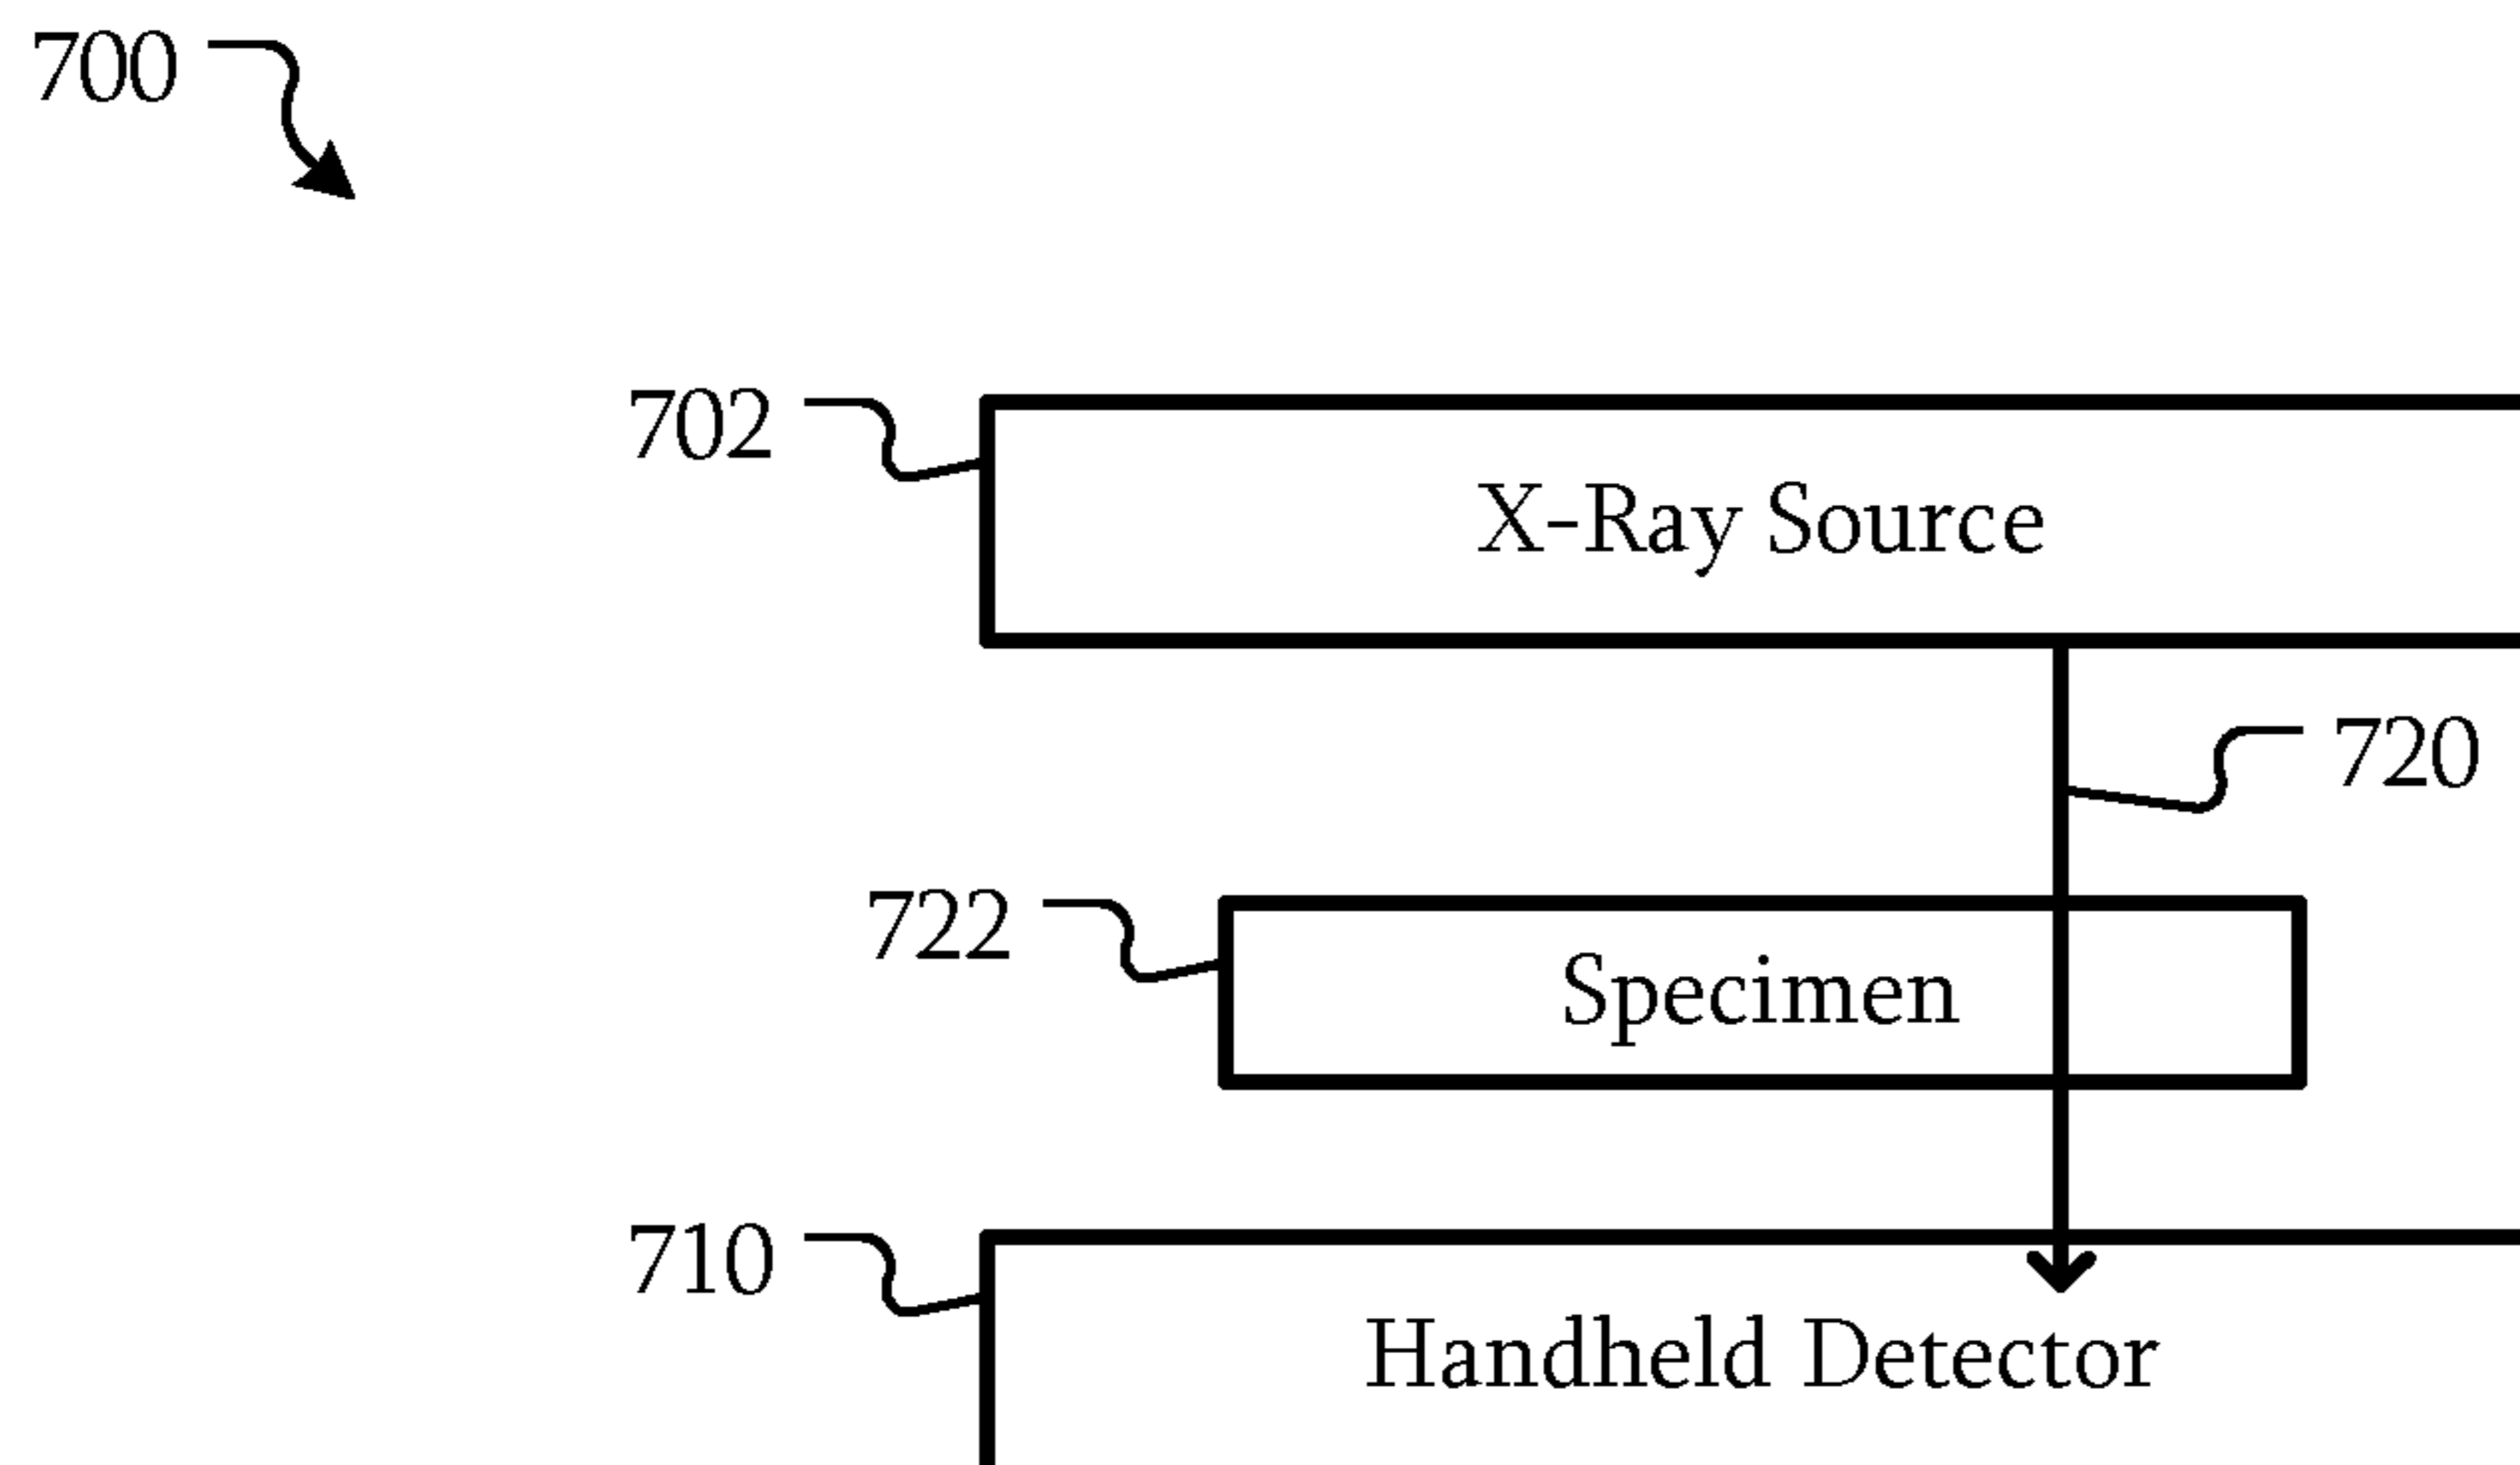 700
702
X-Ray Source
720
722
Specimen
710
Handheld Detector